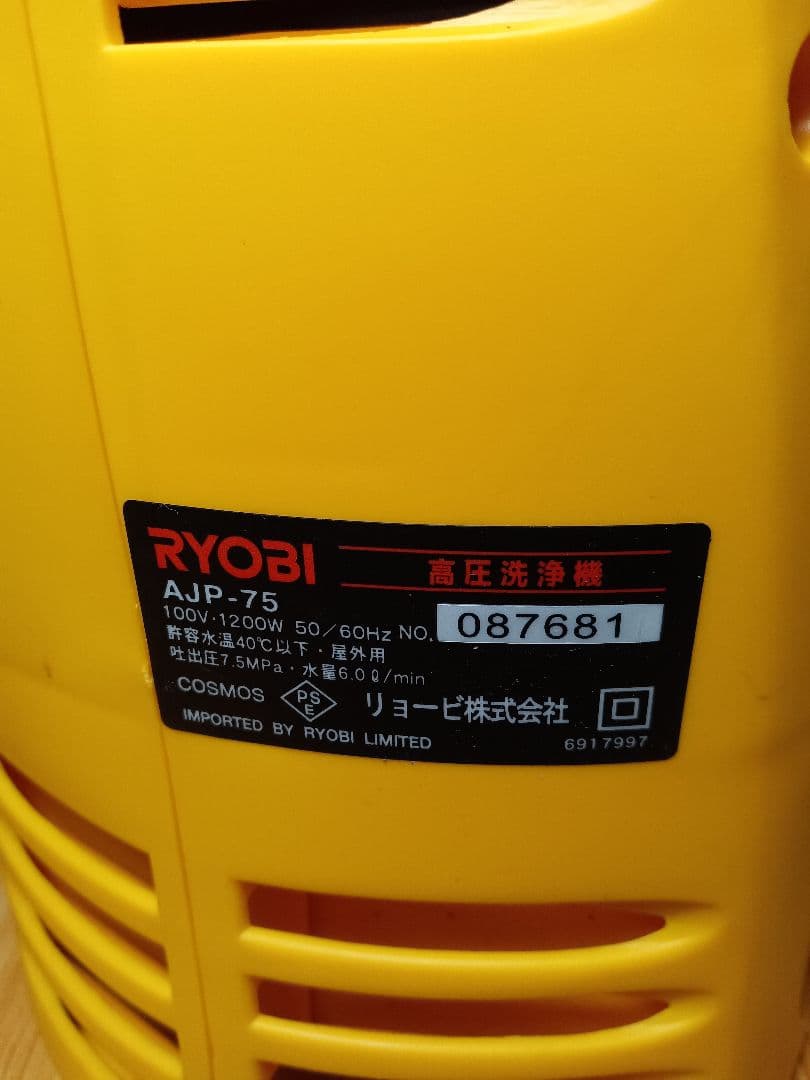 RYOBI
高圧洗浄機
AJP-75
100V・1200W 50/60Hz NO. 087681
許容水温40℃以下・屋外用
吐出圧7.5MPa・水量6.0ℓ/min
COSMOS PSE リョービ株式会社
IMPORTED BY RYOBI LIMITED 6917997